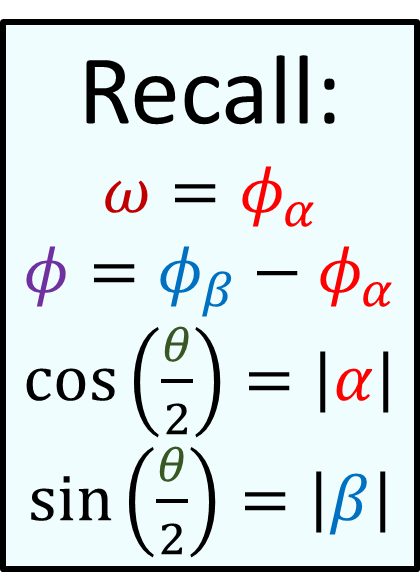 Recall:
ω = ϕ_α
ϕ = ϕ_β − ϕ_α
cos(θ/2) = |α|
sin(θ/2) = |β|